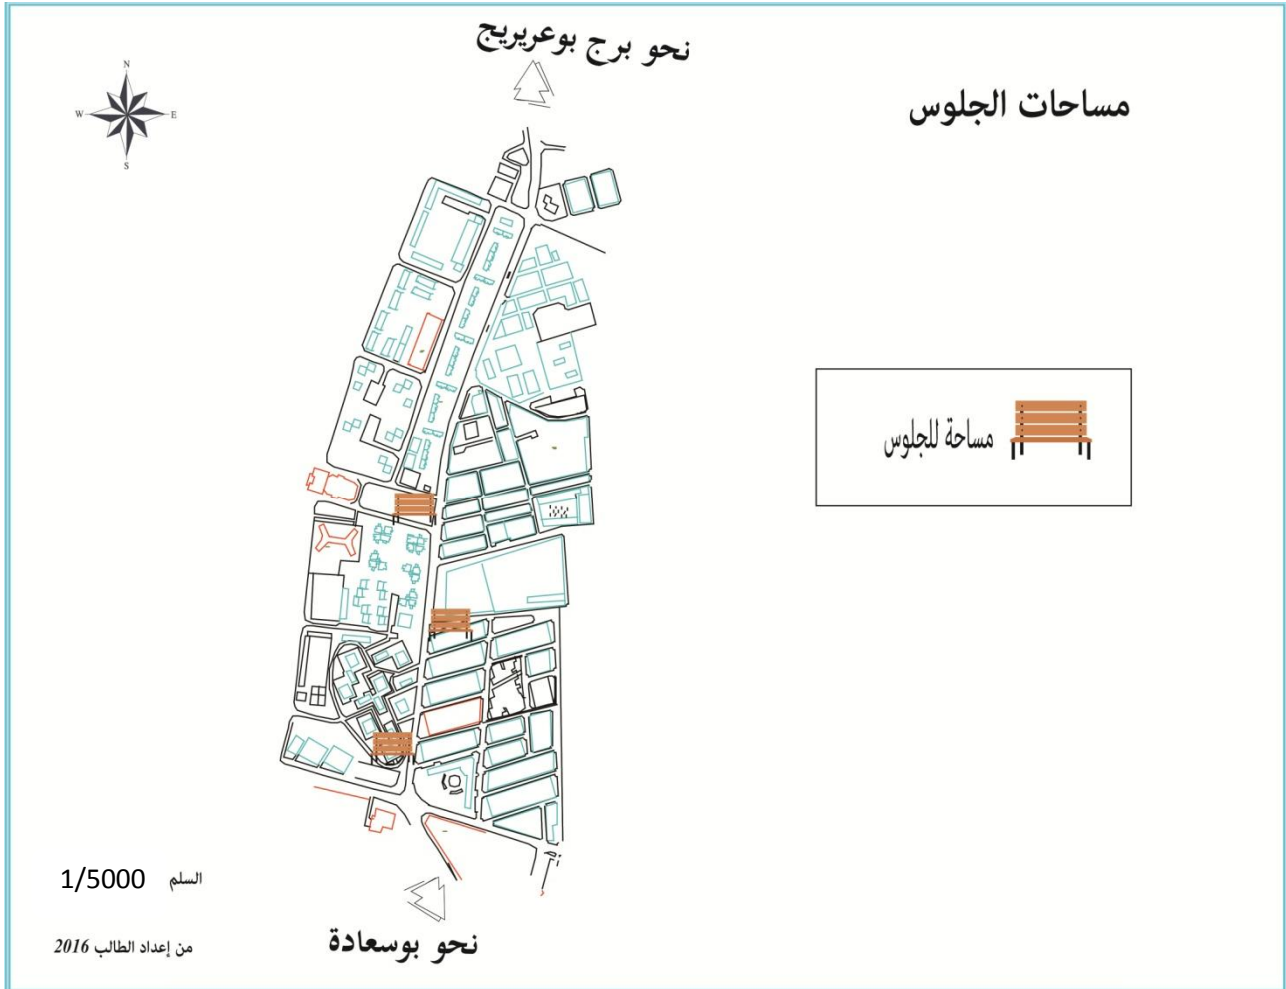 نحو برج بوعريريج
مساحات الجلوس
N
W E
S
مساحة للجلوس
السلم 1/5000
نحو بوسعادة
من إعداد الطالب 2016